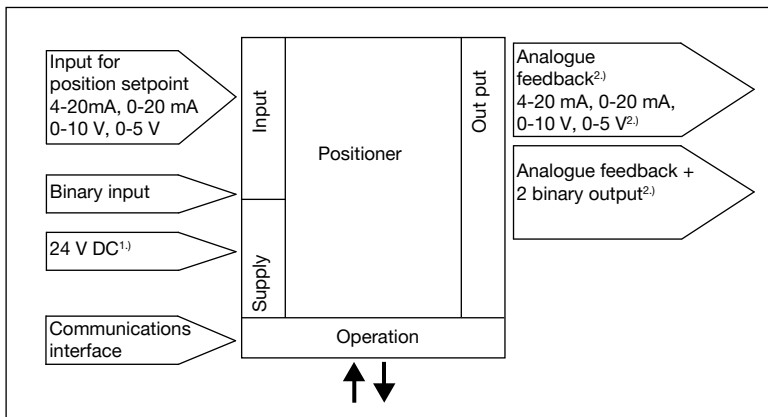 Input for
position setpoint
4-20mA, 0-20 mA
0-10 V, 0-5 V
Binary input
24 V DC1.)
Communications
interface
Input
Supply
Positioner
Out put
Operation
Analogue
feedback2.)
4-20 mA, 0-20 mA,
0-10 V, 0-5 V2.)
Analogue feedback +
2 binary output2.)